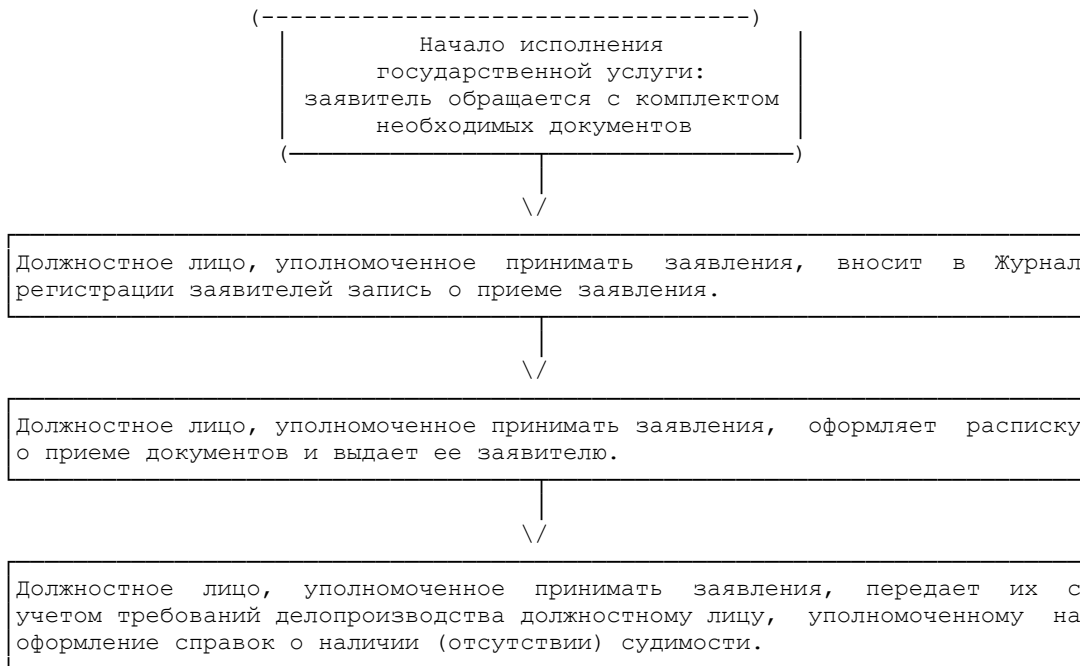 Начало исполнения
государственной услуги:
заявитель обращается с комплектом
необходимых документов
Должностное лицо, уполномоченное принимать заявления, вносит в Журнал
регистрации заявителей запись о приеме заявления.
Должностное лицо, уполномоченное принимать заявления, оформляет расписку
о приеме документов и выдает ее заявителю.
Должностное лицо, уполномоченное принимать заявления, передает их с
учетом требований делопроизводства должностному лицу, уполномоченному на
оформление справок о наличии (отсутствии) судимости.